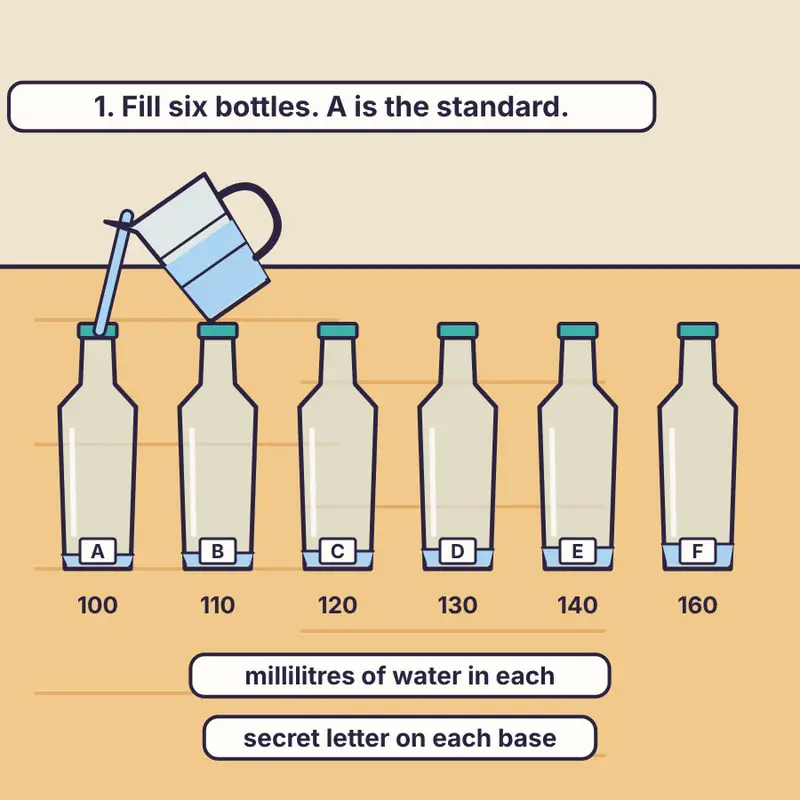 1. Fill six bottles. A is the standard.
A B C D E F
100 110 120 130 140 160
millilitres of water in each
secret letter on each base